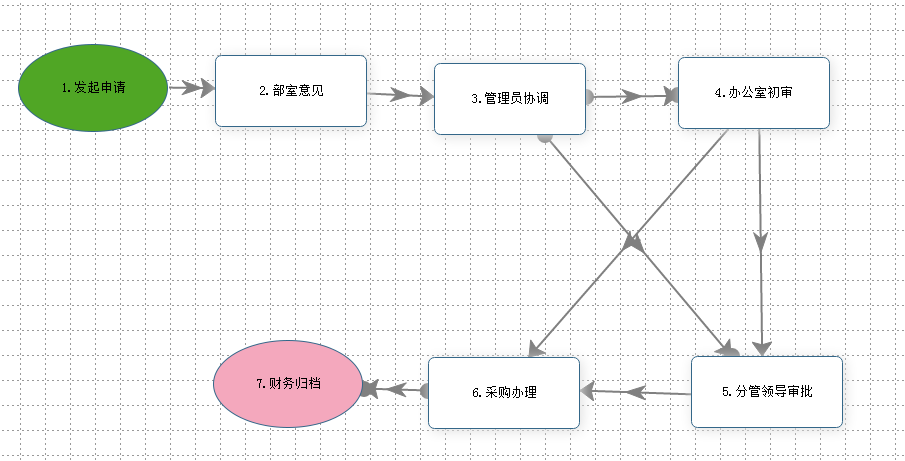 1.发起申请
2.部室意见
3.管理员协调
4.办公室初审
7.财务归档
6.采购办理
5.分管领导审批